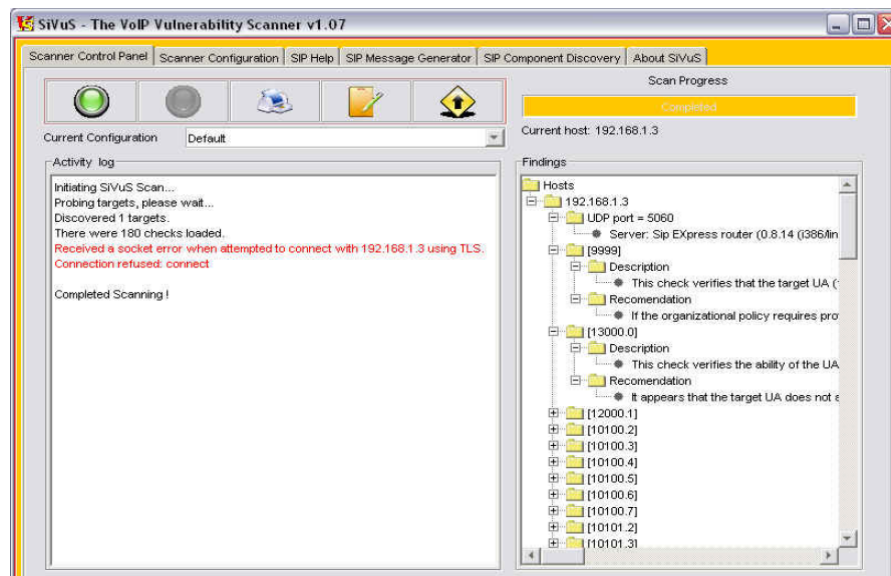 SiVuS - The VoIP Vulnerability Scanner v1.07
Scanner Control Panel
Scanner Configuration
SIP Help
SIP Message Generator
SIP Component Discovery
About SiVuS
Scan Progress
Completed
Current Configuration
Default
Current host: 192.168.1.3
Activity log
Initiating SiVuS Scan...
Probing targets, please wait...
Discovered 1 targets.
There were 180 checks loaded.
Received a socket error when attempted to connect with 192.168.1.3 using TLS.
Connection refused: connect
Completed Scanning !
Findings
Hosts
192.168.1.3
UDP port = 5060
Server: Sip EXpress router (0.8.14 (i386/lin
[9999]
Description
This check verifies that the target UA (
Recomendation
If the organizational policy requires pro
[13000.0]
Description
This check verifies the ability of the UA
Recomendation
It appears that the target UA does not
[12000.1]
[10100.2]
[10100.3]
[10100.4]
[10100.5]
[10100.6]
[10100.7]
[10101.2]
[10101.3]